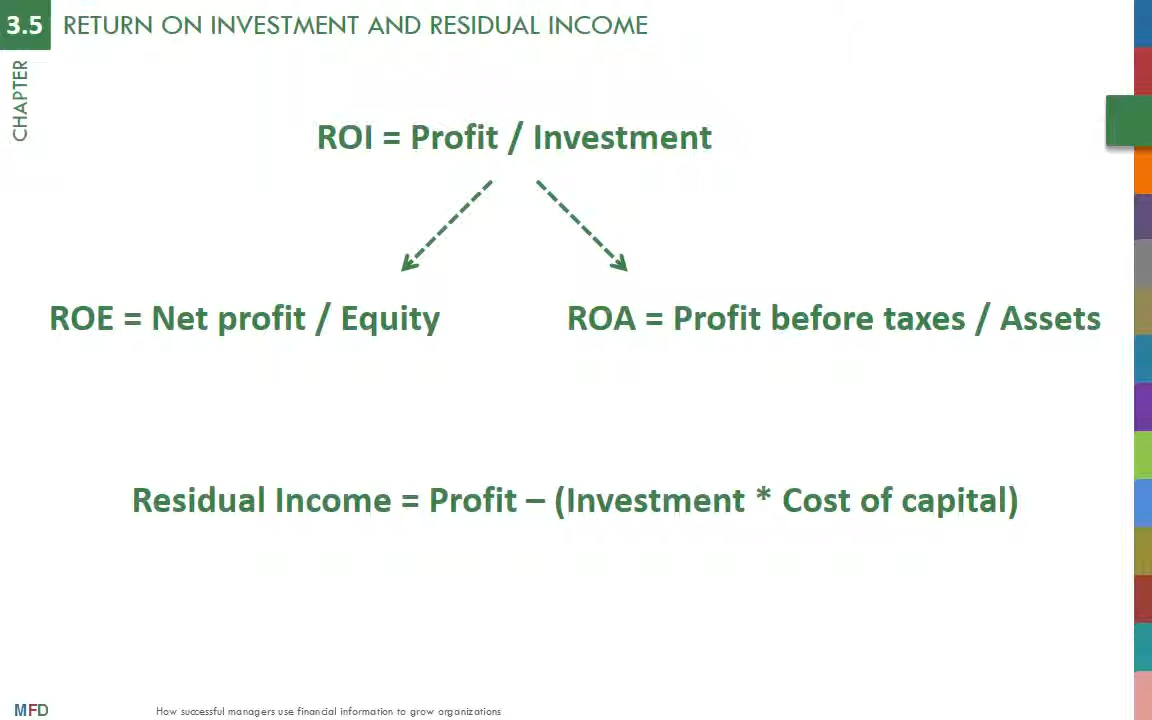 3.5 RETURN ON INVESTMENT AND RESIDUAL INCOME
CHAPTER
ROI = Profit / Investment
ROE = Net profit / Equity
ROA = Profit before taxes / Assets
Residual Income = Profit – (Investment * Cost of capital)
MFD
How successful managers use financial information to grow organizations